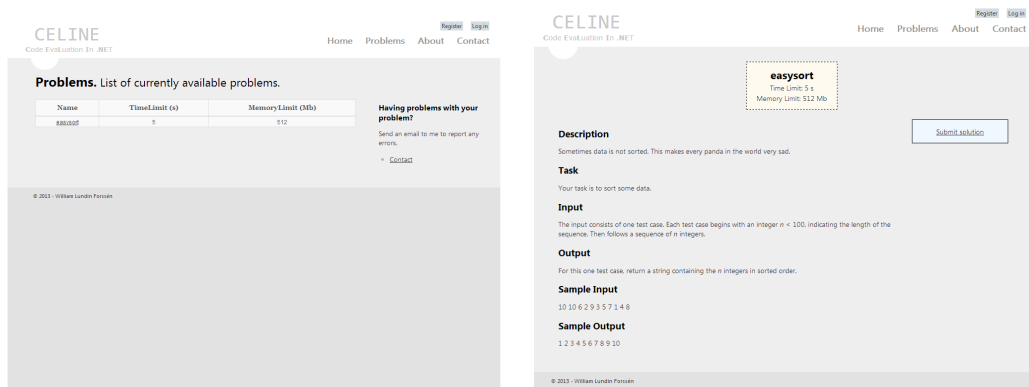 Register Log in
CELINE
Code EvaLuation In .NET
Home Problems About Contact
Problems. List of currently available problems.
Name TimeLimit (s) MemoryLimit (Mb)
easysort 5 512
Having problems with your
problem?
Send an email to me to report any
errors.
Contact
© 2013 - William Lundin Forssén
Register Log in
CELINE
Code EvaLuation In .NET
Home Problems About Contact
easysort
Time Limit: 5 s
Memory Limit: 512 Mb
Submit solution
Description
Sometimes data is not sorted. This makes every panda in the world very sad.
Task
Your task is to sort some data.
Input
The input consists of one test case. Each test case begins with an integer n < 100, indicating the length of the
sequence. Then follows a sequence of n integers.
Output
For this one test case, return a string containing the n integers in sorted order.
Sample Input
10 10 6 2 9 3 5 7 1 4 8
Sample Output
1 2 3 4 5 6 7 8 9 10
© 2013 - William Lundin Forssén